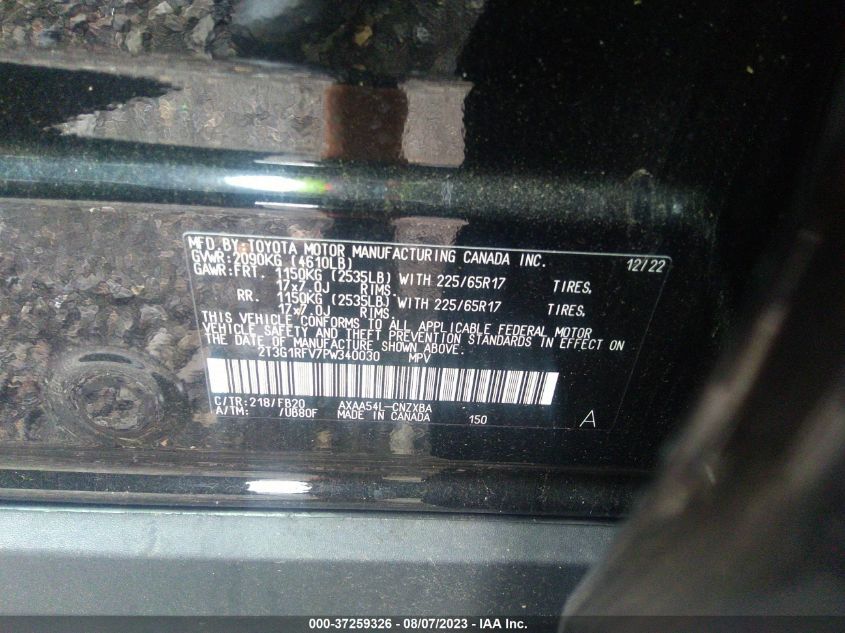 MFD. BY: TOYOTA MOTOR MANUFACTURING CANADA INC. 12/22
GVWR: 2090KG (4610LB)
GAWR: FRT. 1150KG (2535LB) WITH 225/65R17 TIRES,
17x7.0J RIMS
RR. 1150KG (2535LB) WITH 225/65R17 TIRES,
17x7.0J RIMS
THIS VEHICLE CONFORMS TO ALL APPLICABLE FEDERAL MOTOR
VEHICLE SAFETY AND THEFT PREVENTION STANDARDS IN EFFECT ON
THE DATE OF MANUFACTURE SHOWN ABOVE.
2T3G1RFV7PW340030 MPV
C/TR: 218/FB20 AXAA54L-CNZXBA
A/TM: /UB80F MADE IN CANADA 150 A
000-37259326 - 08/07/2023 - © IAA Inc.